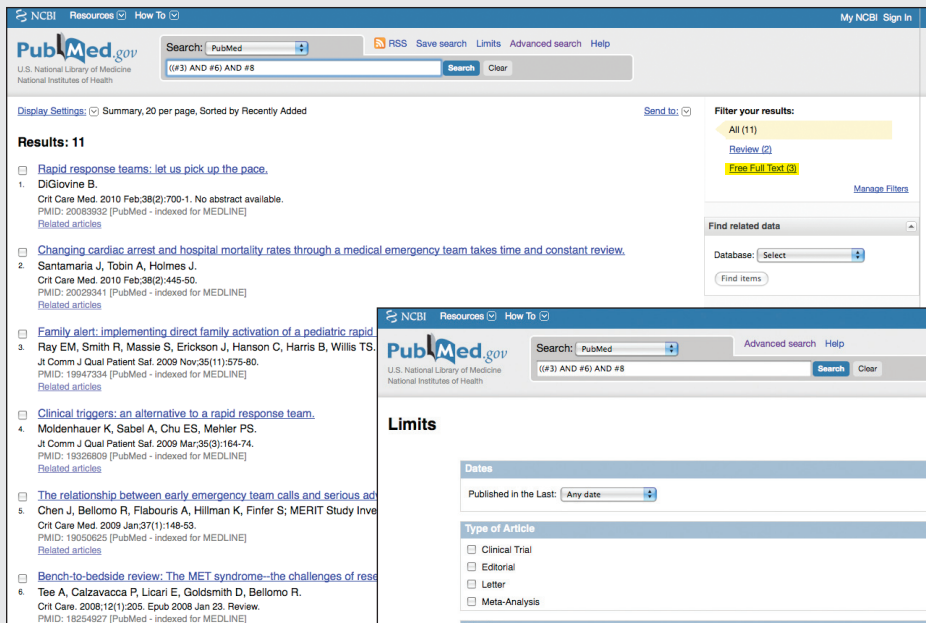 NCBI Resources How To My NCBI Sign In
PubMed.gov
U.S. National Library of Medicine
National Institutes of Health
Search: PubMed
RSS Save search Limits Advanced search Help
((#3) AND #6) AND #8
Search Clear
Display Settings: Summary, 20 per page, Sorted by Recently Added
Send to:
Results: 11
1. Rapid response teams: let us pick up the pace.
DiGiovine B.
Crit Care Med. 2010 Feb;38(2):700-1. No abstract available.
PMID: 20083932 [PubMed - indexed for MEDLINE]
Related articles
2. Changing cardiac arrest and hospital mortality rates through a medical emergency team takes time and constant review.
Santamaria J, Tobin A, Holmes J.
Crit Care Med. 2010 Feb;38(2):445-50.
PMID: 20029341 [PubMed - indexed for MEDLINE]
Related articles
3. Family alert: implementing direct family activation of a pediatric rapid
Ray EM, Smith R, Massie S, Erickson J, Hanson C, Harris B, Willis TS.
Jt Comm J Qual Patient Saf. 2009 Nov;35(11):575-80.
PMID: 19947334 [PubMed - indexed for MEDLINE]
Related articles
4. Clinical triggers: an alternative to a rapid response team.
Moldenhauer K, Sabel A, Chu ES, Mehler PS.
Jt Comm J Qual Patient Saf. 2009 Mar;35(3):164-74.
PMID: 19326809 [PubMed - indexed for MEDLINE]
Related articles
5. The relationship between early emergency team calls and serious adv
Chen J, Bellomo R, Flabouris A, Hillman K, Finfer S; MERIT Study Inve
Crit Care Med. 2009 Jan;37(1):148-53.
PMID: 19050625 [PubMed - indexed for MEDLINE]
Related articles
6. Bench-to-bedside review: The MET syndrome--the challenges of rese
Tee A, Calzavacca P, Licari E, Goldsmith D, Bellomo R.
Crit Care. 2008;12(1):205. Epub 2008 Jan 23. Review.
PMID: 18254927 [PubMed - indexed for MEDLINE]
Filter your results:
All (11)
Review (2)
Free Full Text (3)
Manage Filters
Find related data
Database: Select
Find items
NCBI Resources How To
PubMed.gov
U.S. National Library of Medicine
National Institutes of Health
Search: PubMed
Advanced search Help
((#3) AND #6) AND #8
Search Clear
Limits
Dates
Published in the Last: Any date
Type of Article
Clinical Trial
Editorial
Letter
Meta-Analysis